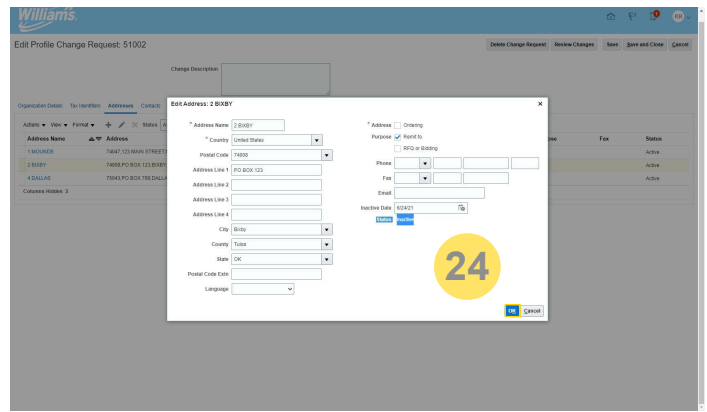 Williams.
RR
Edit Profile Change Request: 51002
Delete Change Request Review Changes Save Save and Close Cancel
Change Description
Organization Details Tax Identifiers Addresses Contacts
Actions View Format Status A
Address Name Address Fax Status
1 MOUNDS 74047,123 MAIN STREET, Active
2 BIXBY 74008,PO BOX 123,BIXBY Active
4 DALLAS 75043,PO BOX 789,DALLA Active
Columns Hidden 3
Edit Address: 2 BIXBY
* Address Name 2 BIXBY
* Country United States
Postal Code 74008
Address Line 1 PO BOX 123
Address Line 2
Address Line 3
Address Line 4
City Bixby
County Tulsa
State OK
Postal Code Extn
Language
* Address Purpose
Ordering
Remit to
RFQ or Bidding
Phone
Fax
Email
Inactive Date 6/24/21
Status Inactive
24
OK Cancel